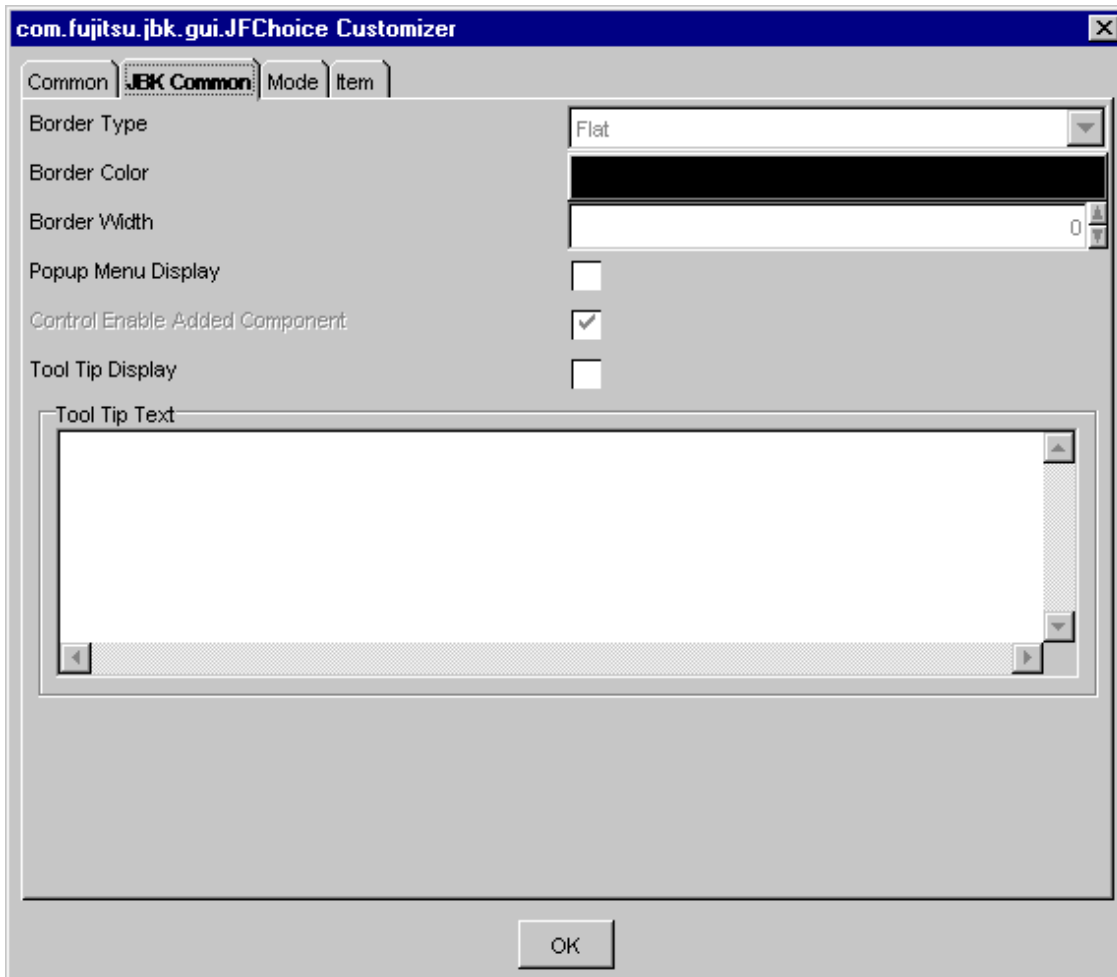 com.fujitsu.jbk.gui.JFChoice Customizer
Common JBK Common Mode Item
Border Type Flat
Border Color
Border Width 0
Popup Menu Display
Control Enable Added Component
Tool Tip Display
Tool Tip Text
OK